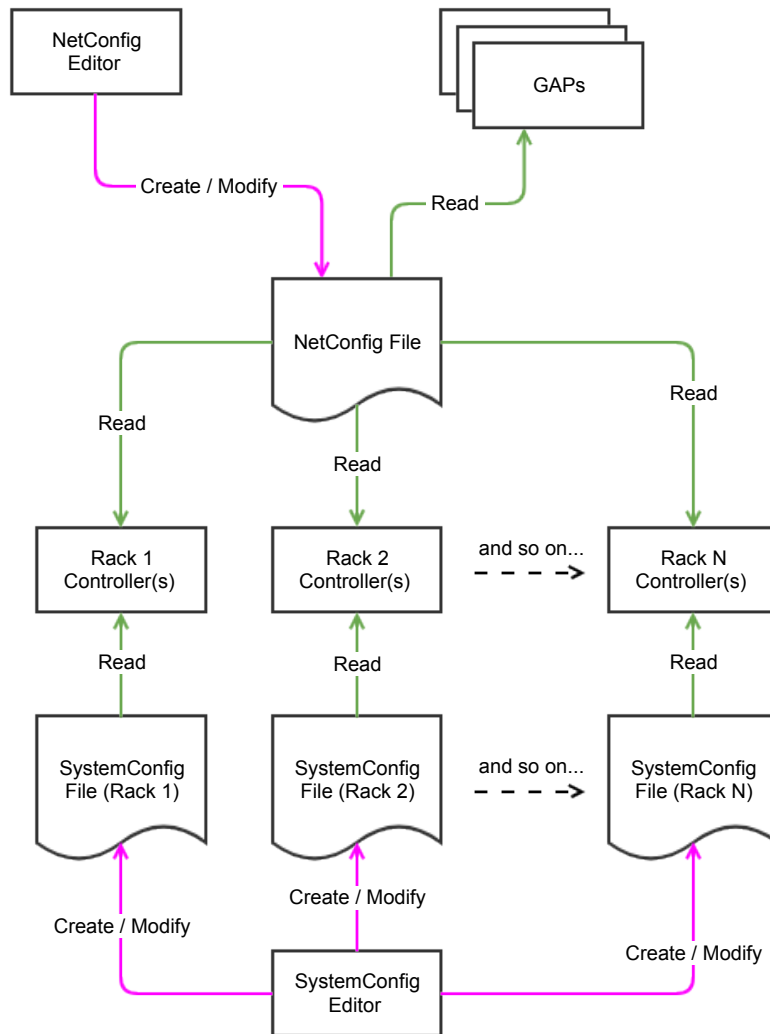 NetConfig
Editor
GAPs
Create / Modify
Read
NetConfig File
Read
Read
Read
Rack 1
Controller(s)
Rack 2
Controller(s)
and so on...
Rack N
Controller(s)
Read
Read
Read
SystemConfig
File (Rack 1)
SystemConfig
File (Rack 2)
and so on...
SystemConfig
File (Rack N)
Create / Modify
Create / Modify
Create / Modify
SystemConfig
Editor